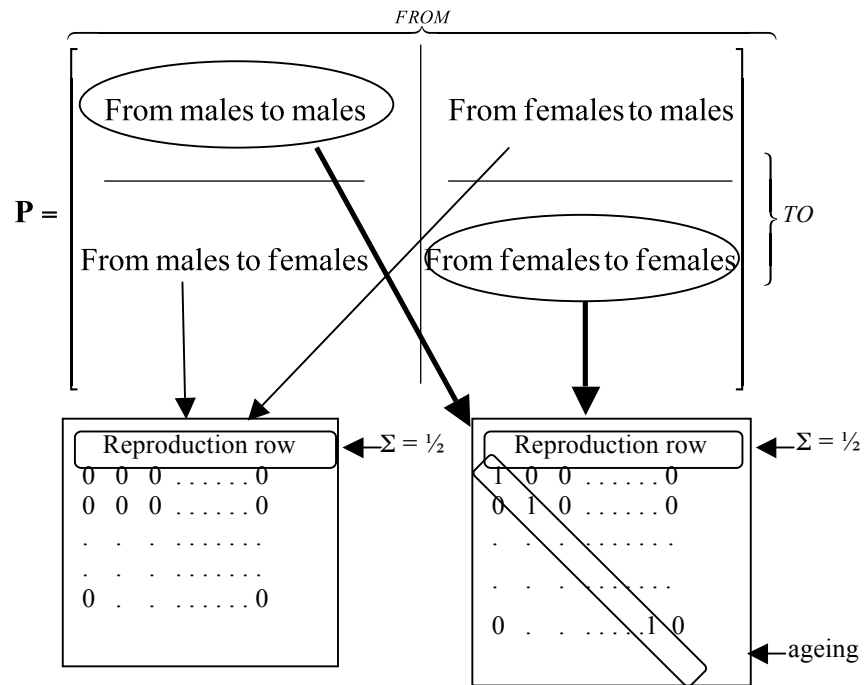 FROM
From males to males
From females to males
P =
TO
From males to females
From females to females
Reproduction row
Σ = ½
0 0 0 . . . . . . 0
0 0 0 . . . . . . 0
. . . . . . . . . .
. . . . . . . . . .
0 . . . . . . . . 0
Reproduction row
Σ = ½
1 0 0 . . . . . . 0
0 1 0 . . . . . . 0
. . . . . . . . . .
. . . . . . . . . .
0 . . . . . . . 1 0
ageing